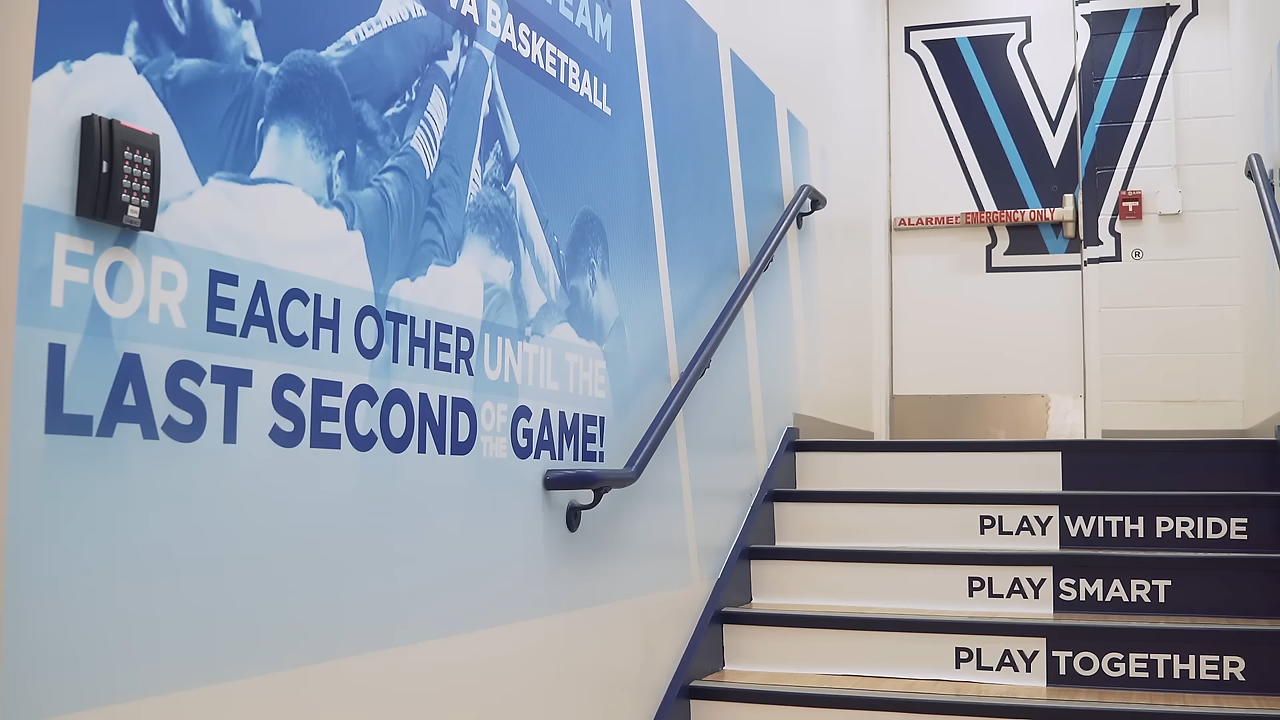 TEAM
VA BASKETBALL
FOR EACH OTHER UNTIL THE
LAST SECOND OF THE GAME!
V
®
ALARMED EMERGENCY ONLY
PLAY WITH PRIDE
PLAY SMART
PLAY TOGETHER